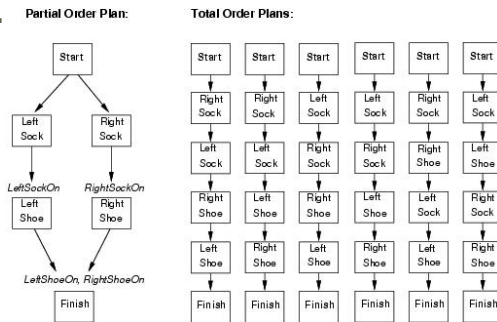 Partial Order Plan:
Start
Left
Sock
Right
Sock
LeftSockOn
RightSockOn
Left
Shoe
Right
Shoe
LeftShoeOn, RightShoeOn
Finish
Total Order Plans:
Start
Right
Sock
Left
Sock
Right
Shoe
Left
Shoe
Finish
Start
Right
Sock
Left
Sock
Left
Shoe
Right
Shoe
Finish
Start
Left
Sock
Right
Sock
Right
Shoe
Left
Shoe
Finish
Start
Left
Sock
Right
Sock
Left
Shoe
Right
Shoe
Finish
Start
Right
Sock
Right
Shoe
Left
Sock
Left
Shoe
Finish
Start
Left
Sock
Left
Shoe
Right
Sock
Right
Shoe
Finish